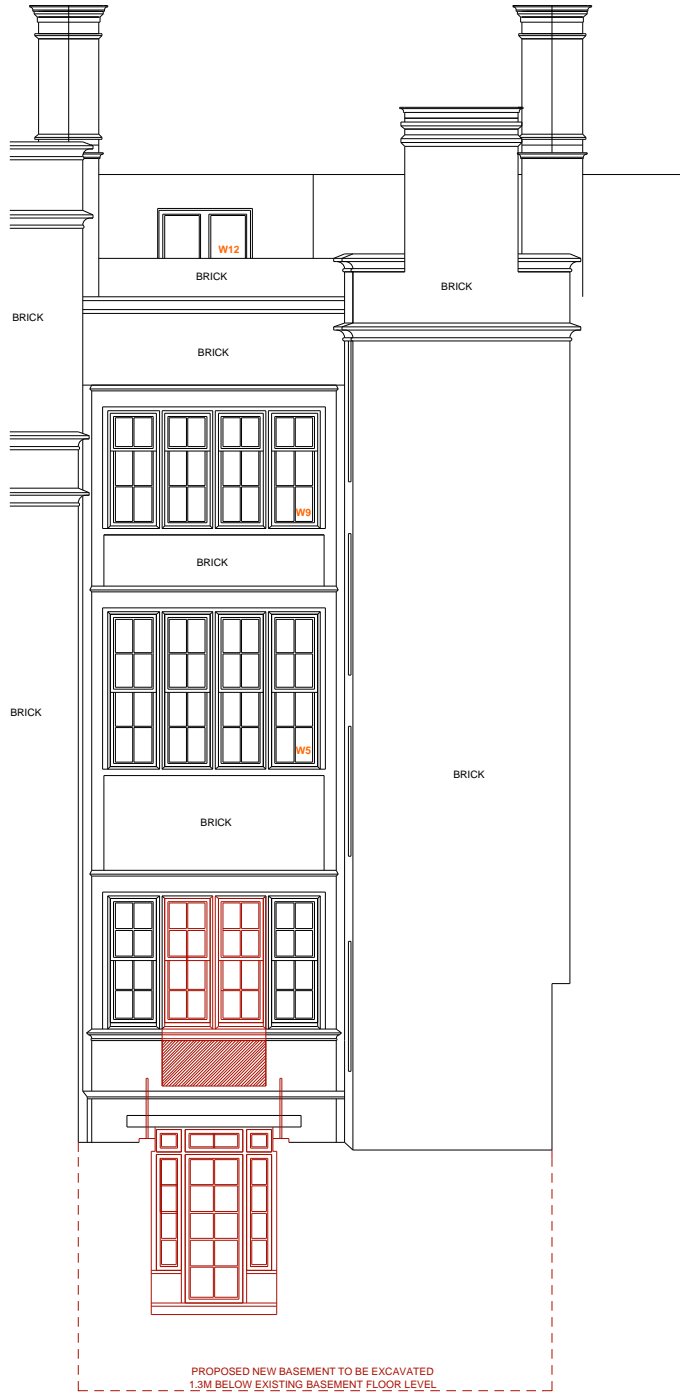 W12
BRICK
BRICK
BRICK
BRICK
W9
BRICK
BRICK
W5
BRICK
BRICK
PROPOSED NEW BASEMENT TO BE EXCAVATED
1.3M BELOW EXISTING BASEMENT FLOOR LEVEL